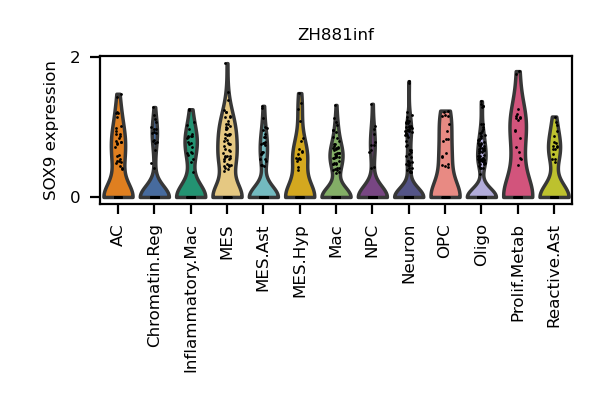 ZH881inf
SOX9 expression
2
0
AC
Chromatin.Reg
Inflammatory.Mac
MES
MES.Ast
MES.Hyp
Mac
NPC
Neuron
OPC
Oligo
Prolif.Metab
Reactive.Ast